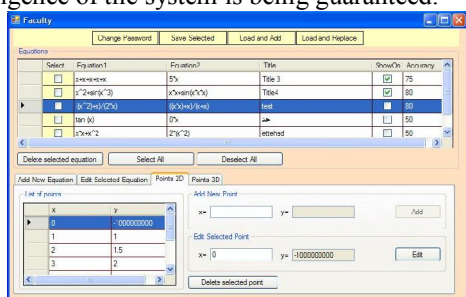 igence of the system is being guaranteed.
Faculty
Change Password Save Selected Load and Add Load and Replace
Equations
Select Equation1 Equation2 Title ShowOn Accuracy
x+x+x+x+x 5*x Title 3 75
x^2+sin(x^3) x*x+sin(x*x*x) Title4 80
((x^2)+x)/(2*x) ((x*x)+x)/(x+x) test 80
tan (x) 0*x 50
x*x+x^2 2*(x^2) ettehad 50
Delete selected equation Select All Deselect All
Add New Equation Edit Selected Equation Points 2D Points 3D
List of points
x y
0 -1000000000
1 1
2 1.5
3 2
Add New Point
x= y= Add
Edit Selected Point
x= 0 y= -1000000000 Edit
Delete selected point